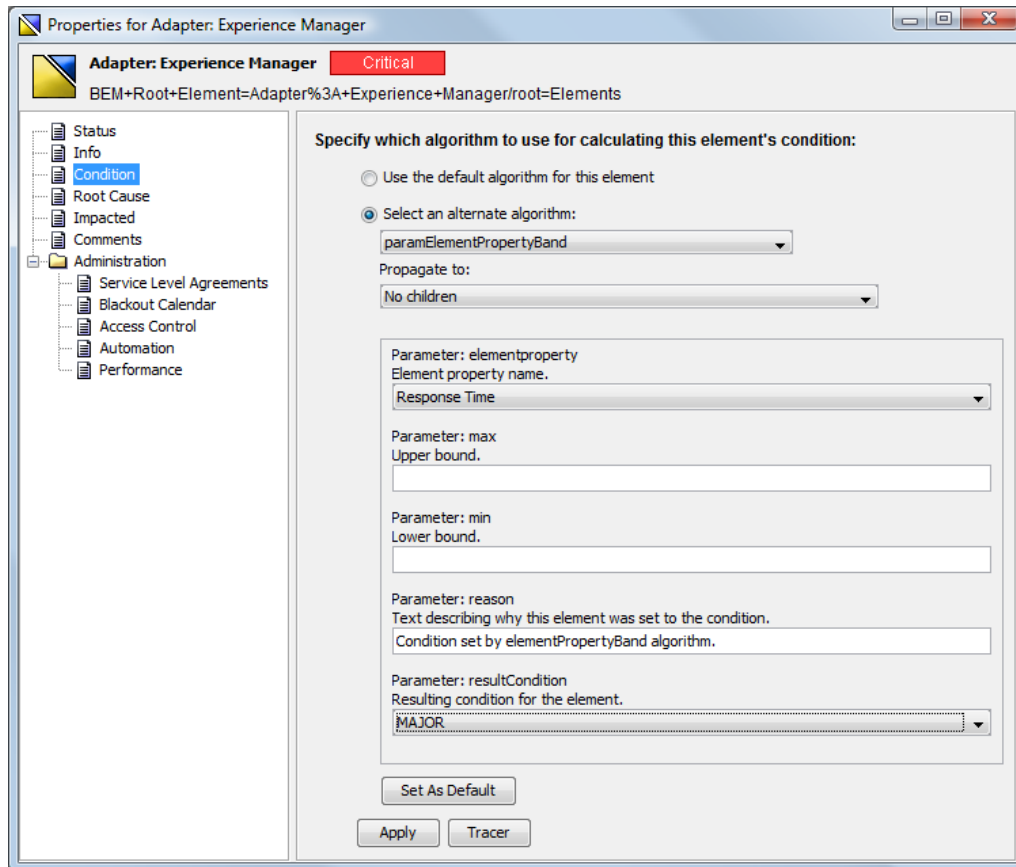 Properties for Adapter: Experience Manager
Adapter: Experience Manager Critical
BEM+Root+Element=Adapter%3A+Experience+Manager/root=Elements
Status
Info
Condition
Root Cause
Impacted
Comments
Administration
Service Level Agreements
Blackout Calendar
Access Control
Automation
Performance
Specify which algorithm to use for calculating this element's condition:
Use the default algorithm for this element
Select an alternate algorithm:
paramElementPropertyBand
Propagate to:
No children
Parameter: elementproperty
Element property name.
Response Time
Parameter: max
Upper bound.
Parameter: min
Lower bound.
Parameter: reason
Text describing why this element was set to the condition.
Condition set by elementPropertyBand algorithm.
Parameter: resultCondition
Resulting condition for the element.
MAJOR
Set As Default
Apply Tracer